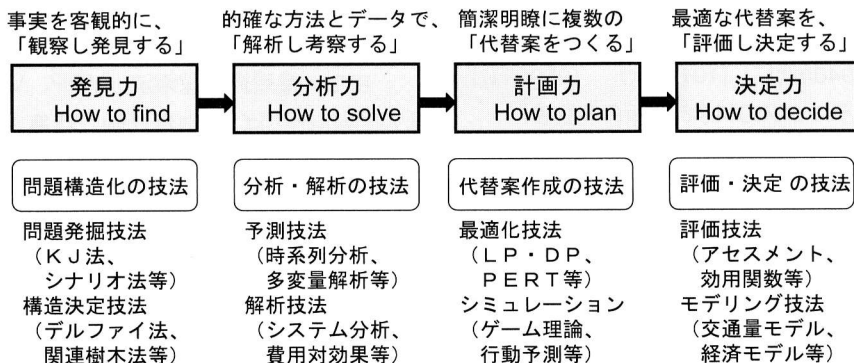 事実を客観的に、
「観察し発見する」
的確な方法とデータで、
「解析し考察する」
簡潔明瞭に複数の
「代替案をつくる」
最適な代替案を、
「評価し決定する」
発見力
How to find
分析力
How to solve
計画力
How to plan
決定力
How to decide
問題構造化の技法
分析・解析の技法
代替案作成の技法
評価・決定 の技法
問題発掘技法
（ＫＪ法、
シナリオ法等）
構造決定技法
（デルファイ法、
関連樹木法等）
予測技法
（時系列分析、
多変量解析等）
解析技法
（システム分析、
費用対効果等）
最適化技法
（ＬＰ・ＤＰ、
ＰＥＲＴ等）
シミュレーション
（ゲーム理論、
行動予測等）
評価技法
（アセスメント、
効用関数等）
モデリング技法
（交通量モデル、
経済モデル等）